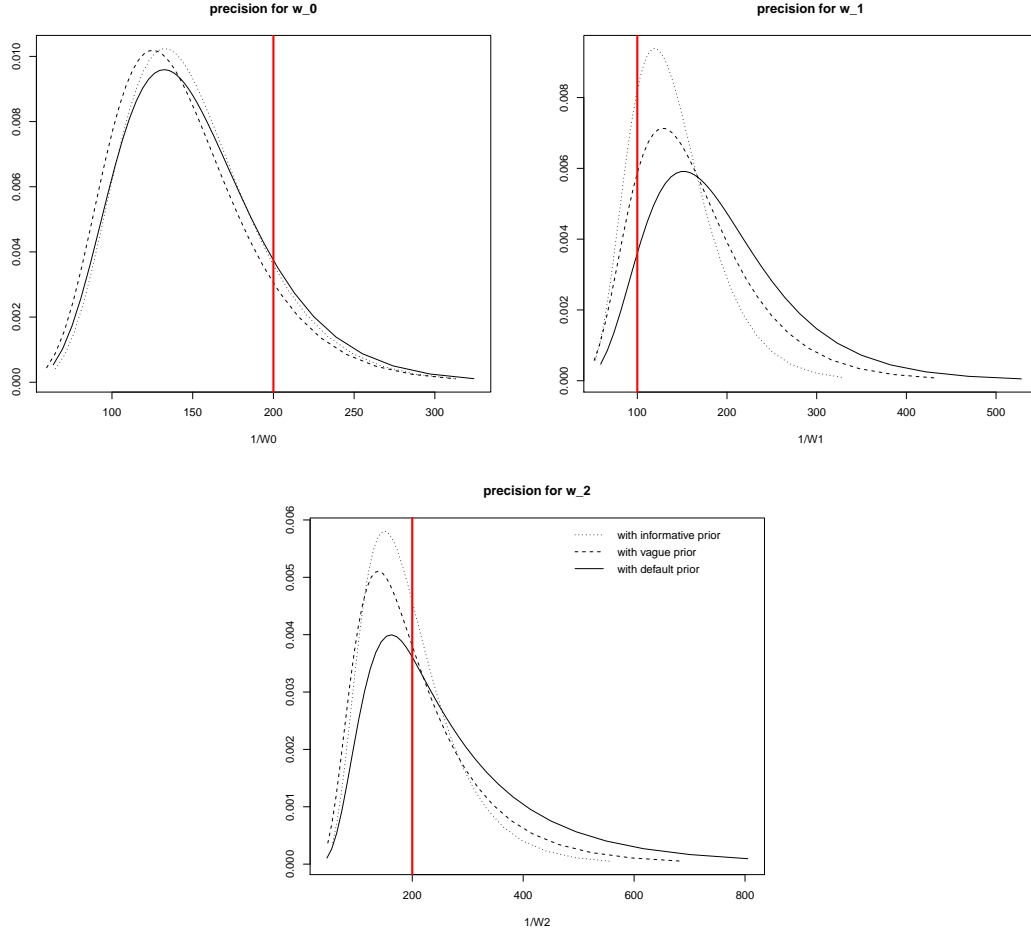 precision for w_0
0.000
0.002
0.004
0.006
0.008
0.010
100 150 200 250 300
1/W0
precision for w_1
0.000
0.002
0.004
0.006
0.008
100 200 300 400 500
1/W1
precision for w_2
0.000
0.001
0.002
0.003
0.004
0.005
0.006
with informative prior
with vague prior
with default prior
200 400 600 800
1/W2